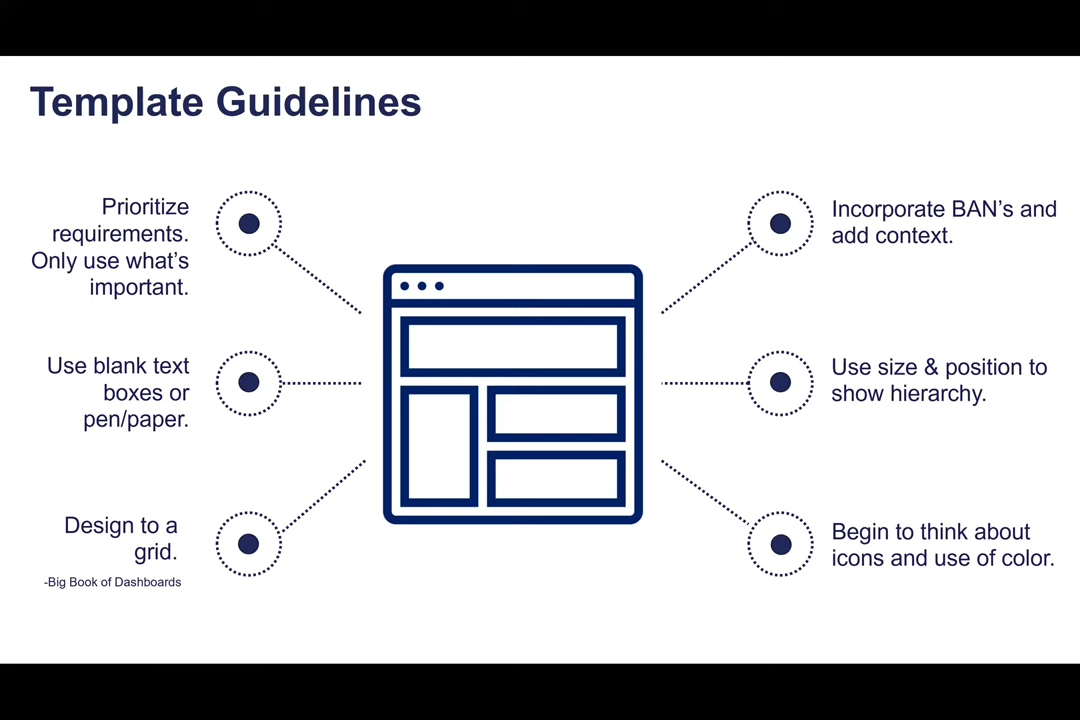 Template Guidelines
Prioritize
requirements.
Only use what's
important.
Use blank text
boxes or
pen/paper.
Design to a
grid.
-Big Book of Dashboards
Incorporate BAN's and
add context.
Use size & position to
show hierarchy.
Begin to think about
icons and use of color.